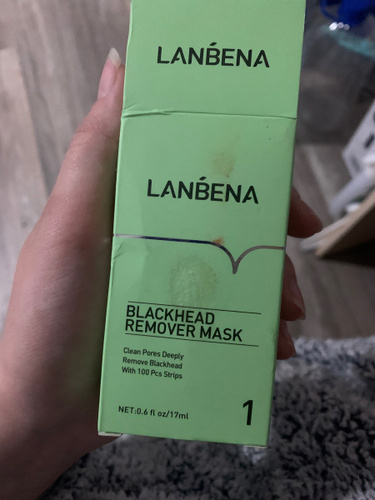 LANBENA
LANBENA
BLACKHEAD
REMOVER MASK
Clean Pores Deeply
Remove Blackhead
With 100 Pcs Strips
NET:0.6 fl oz/17ml
1